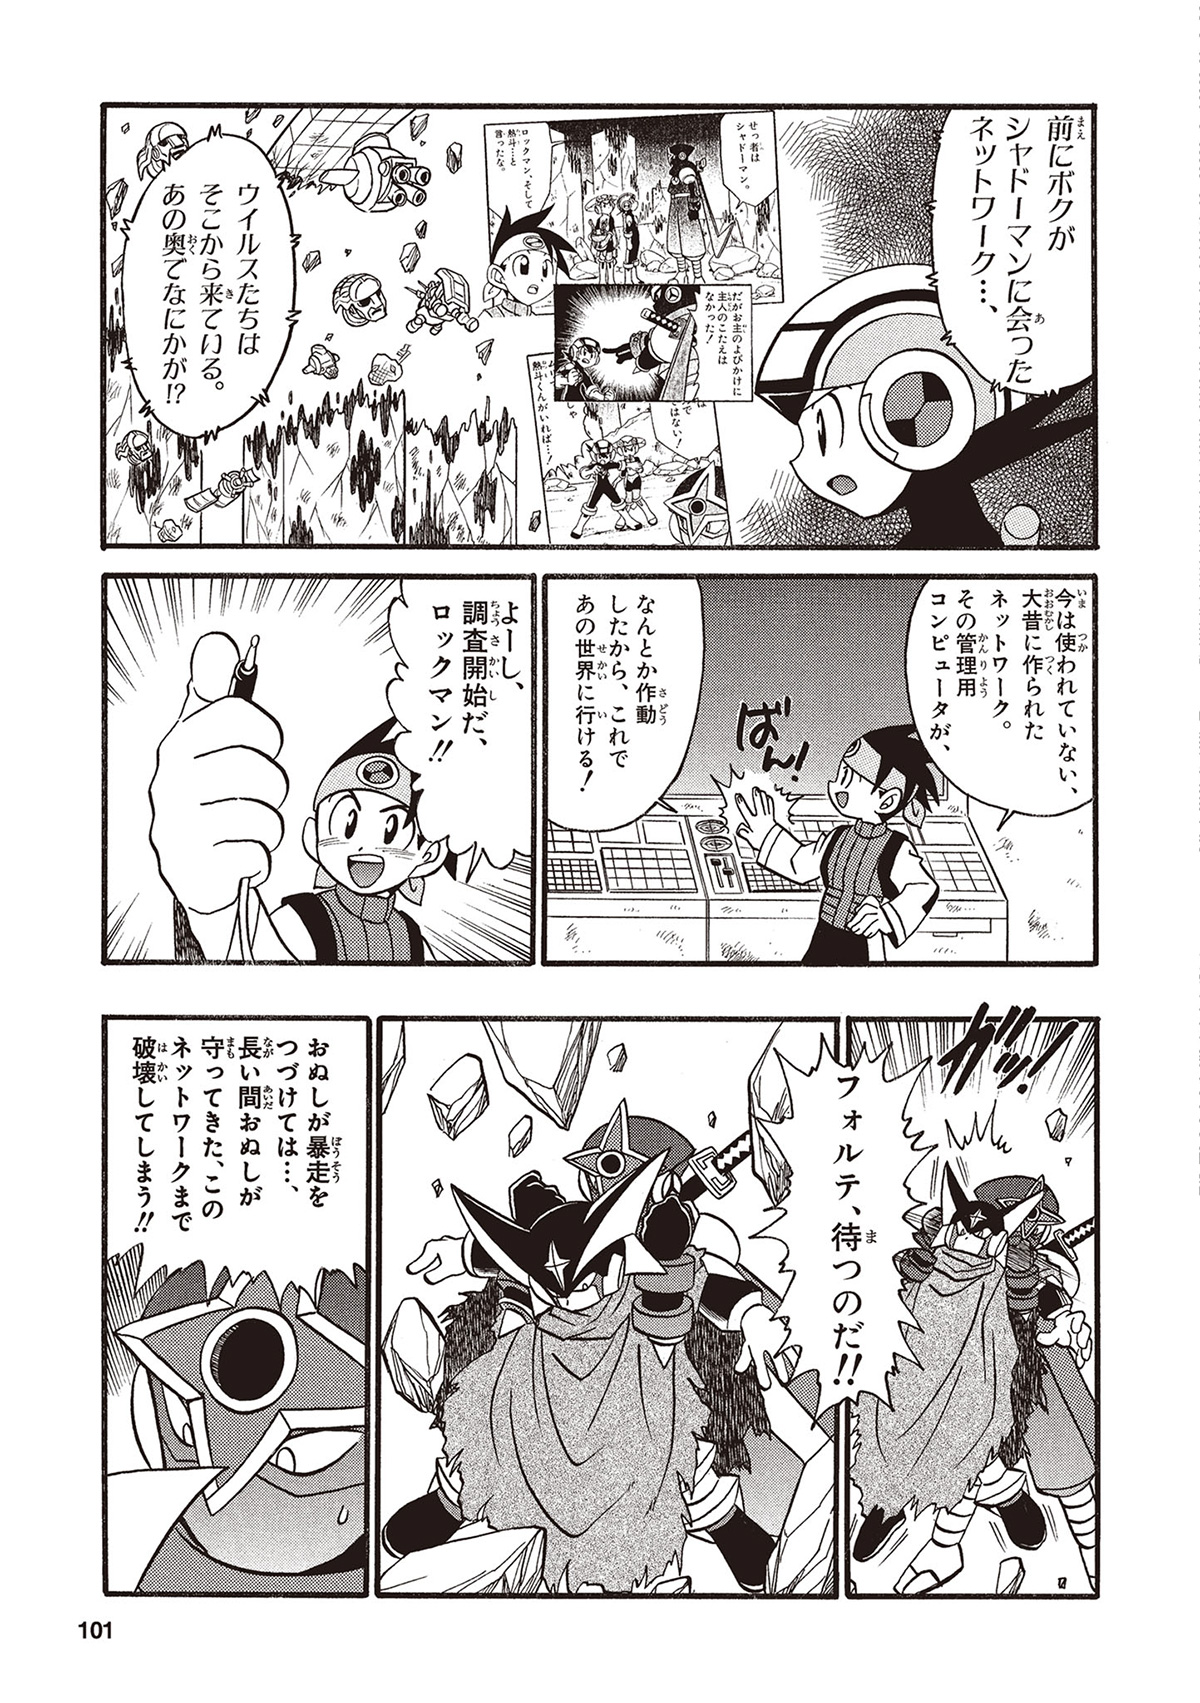 前にボクが
シャドーマンに会った
ネットワーク…、
せっ者は
シャドーマン。
ロックマン、そして
熱斗…と
言ったな。
だがお主のよびかけに
主人のこたえは
なかった！
はない！
熱斗くんがいれば…！
ウイルスたちは
そこから来ている。
あの奥でなにかが!?
今は使われていない、
大昔に作られた
ネットワーク。
その管理用
コンピュータが、
ばん！
なんとか作動
したから、これで
あの世界に行ける！
よーし、
調査開始だ、
ロックマン!!
ガッ！
フォルテ、待つのだ!!
おぬしが暴走を
つづけては…、
長い間おぬしが
守ってきた、この
ネットワークまで
破壊してしまう!!
101